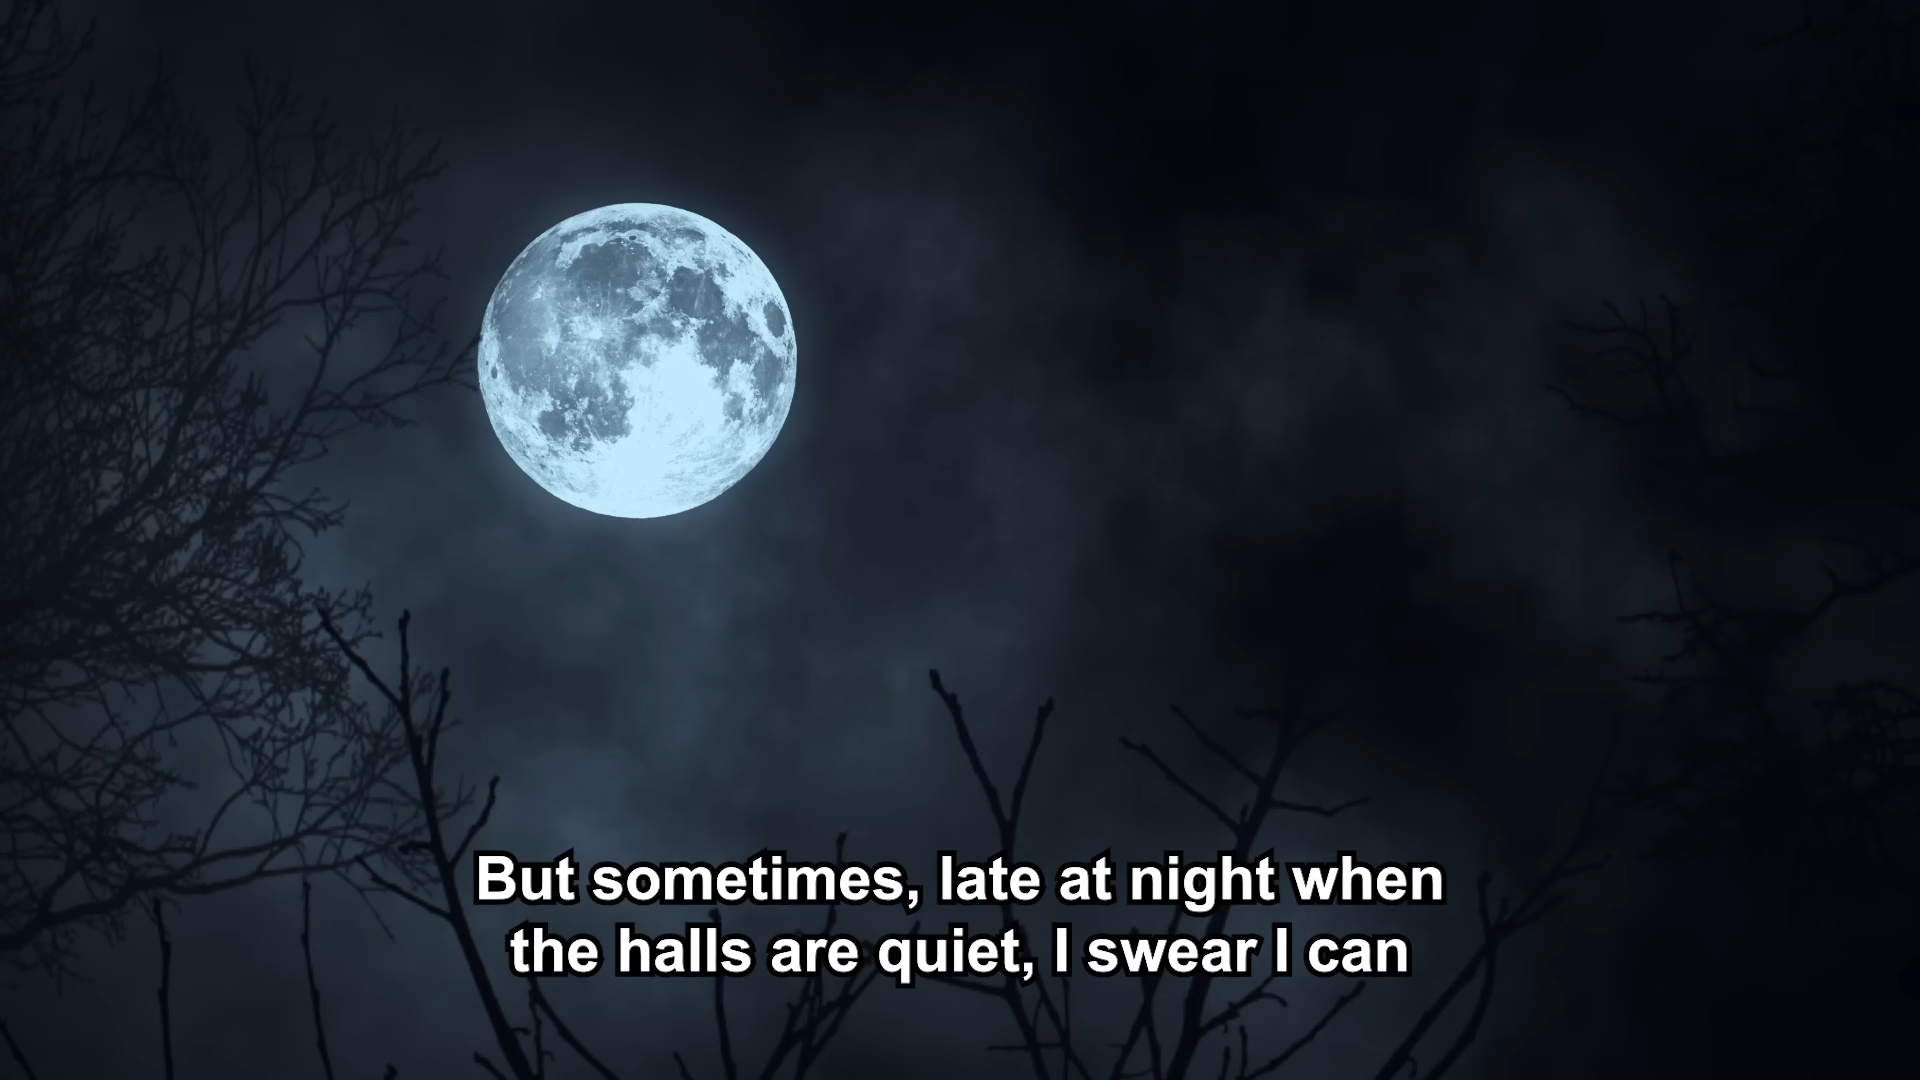 But sometimes, late at night when
the halls are quiet, I swear I can